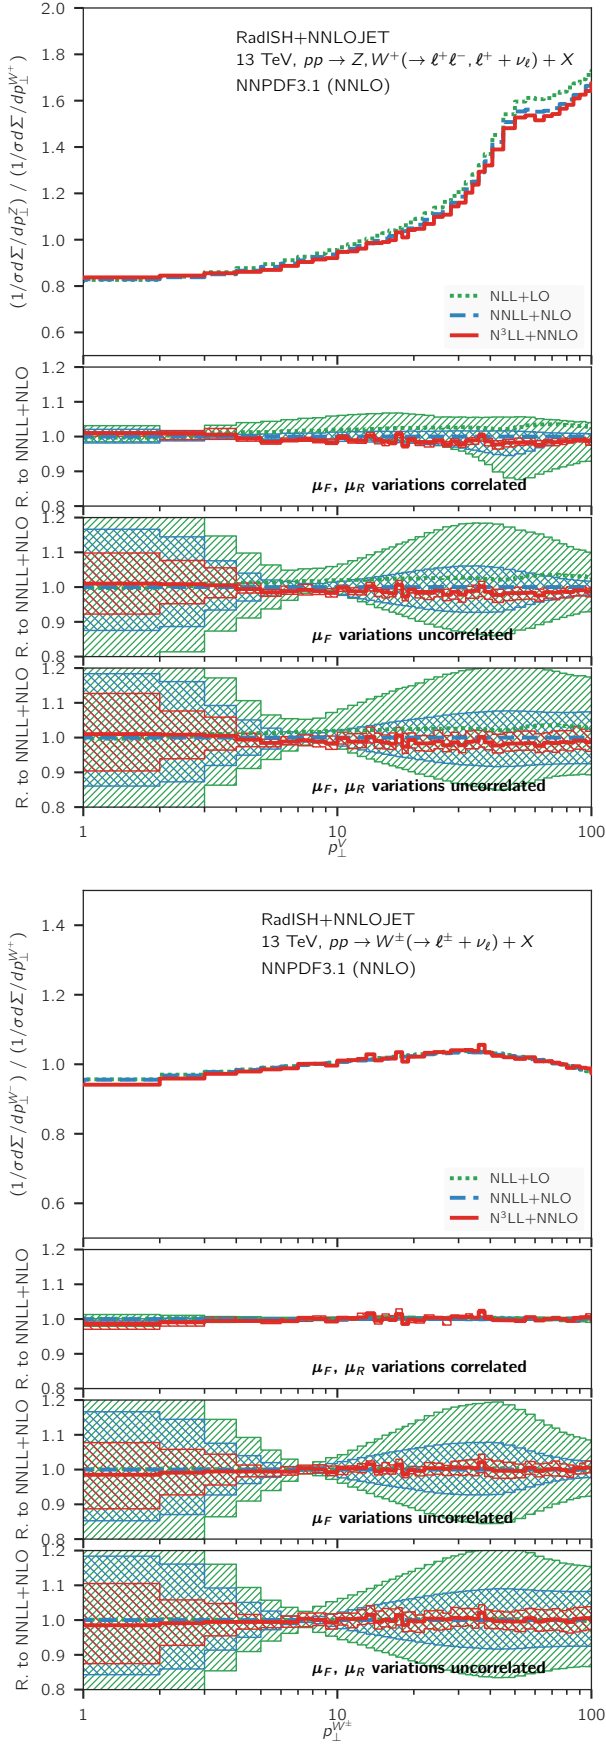 (1/σdΣ/dp⊥^Z) / (1/σdΣ/dp⊥^W⁺)
2.0
1.8
1.6
1.4
1.2
1.0
0.8
0.6
RadISH+NNLOJET
13 TeV, pp → Z, W⁺(→ ℓ⁺ℓ⁻, ℓ⁺ + νℓ) + X
NNPDF3.1 (NNLO)
NLL+LO
NNLL+NLO
N³LL+NNLO
R. to NNLL+NLO
1.2
1.1
1.0
0.9
0.8
μF, μR variations correlated
R. to NNLL+NLO
1.2
1.1
1.0
0.9
0.8
μF variations uncorrelated
R. to NNLL+NLO
1.2
1.1
1.0
0.9
0.8
μF, μR variations uncorrelated
1 10 100
p⊥^V
(1/σdΣ/dp⊥^W⁻) / (1/σdΣ/dp⊥^W⁺)
1.4
1.2
1.0
0.8
0.6
RadISH+NNLOJET
13 TeV, pp → W^±(→ ℓ^± + νℓ) + X
NNPDF3.1 (NNLO)
NLL+LO
NNLL+NLO
N³LL+NNLO
R. to NNLL+NLO
1.2
1.1
1.0
0.9
0.8
μF, μR variations correlated
R. to NNLL+NLO
1.2
1.1
1.0
0.9
0.8
μF variations uncorrelated
R. to NNLL+NLO
1.2
1.1
1.0
0.9
0.8
μF, μR variations uncorrelated
1 10 100
p⊥^W±